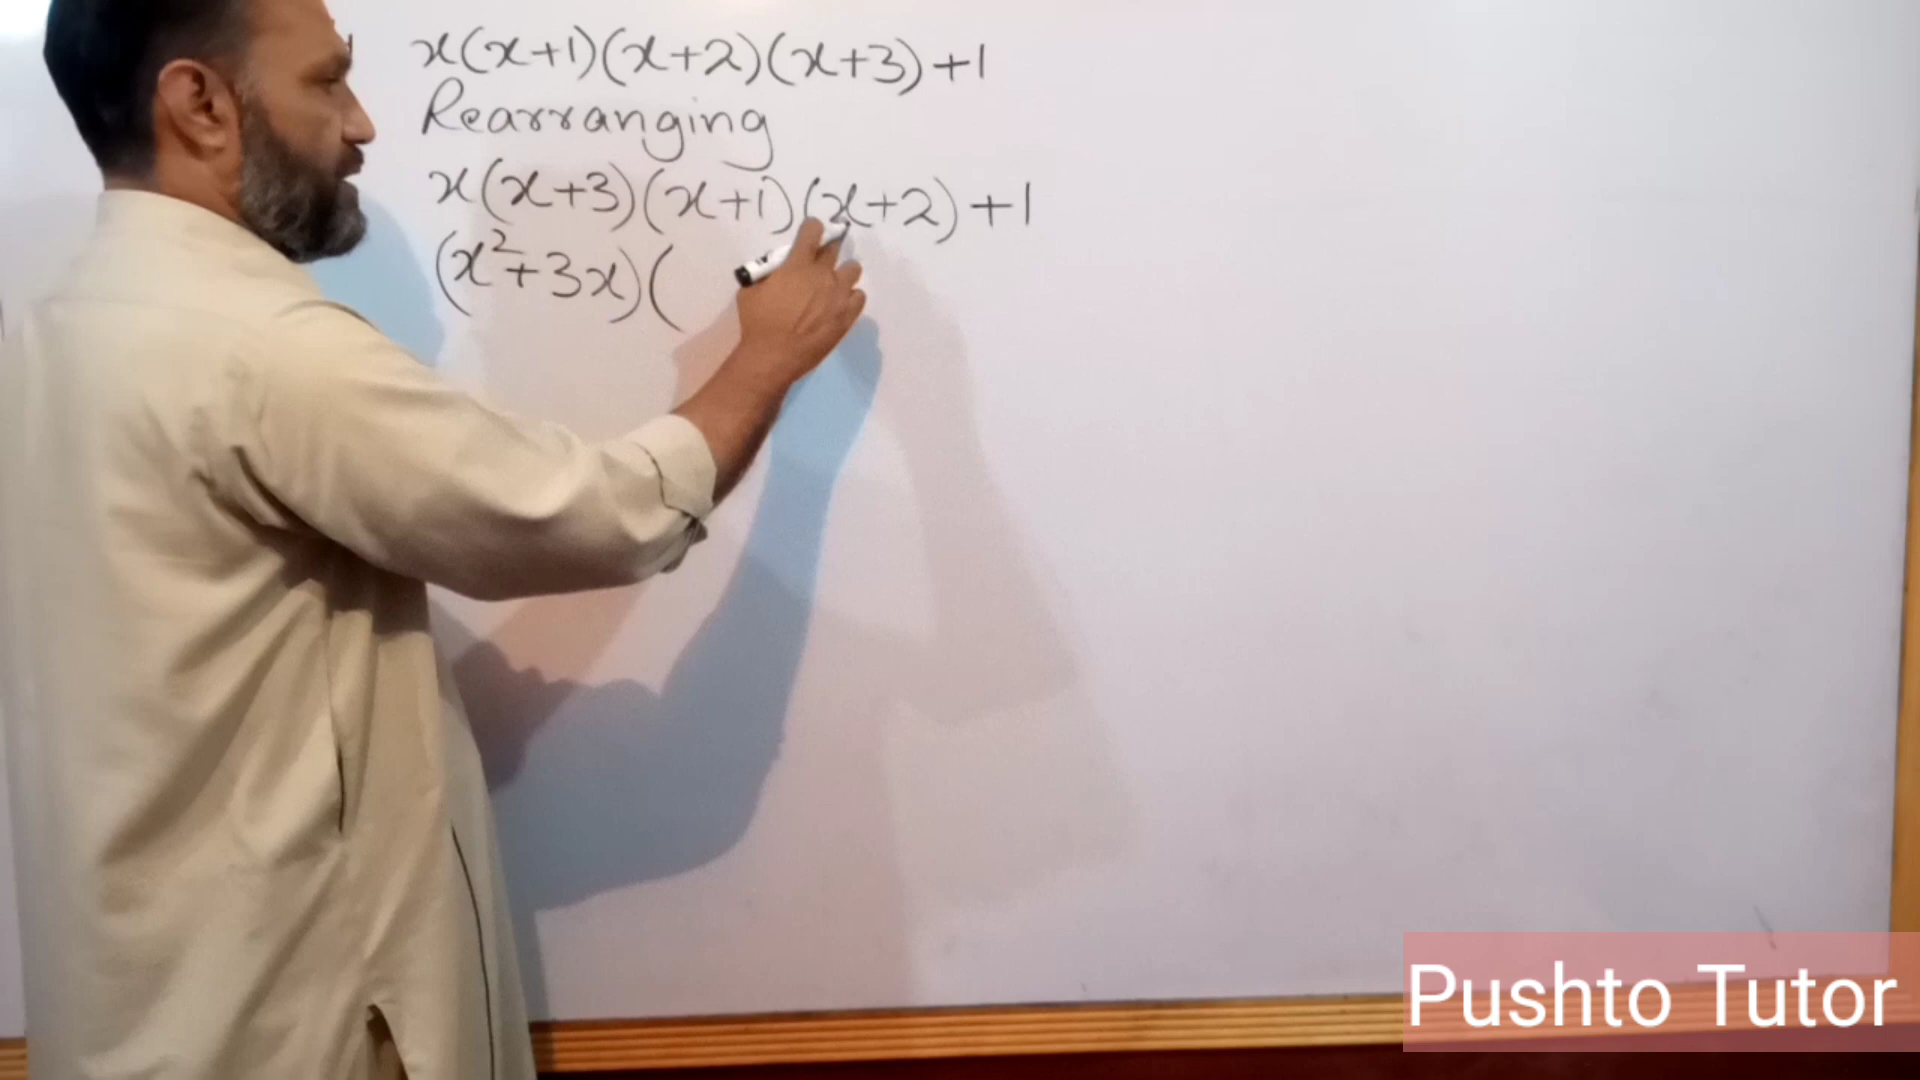 x(x+1)(x+2)(x+3)+1
Rearranging
x(x+3)(x+1)(x+2)+1
(x²+3x)(
Pushto Tutor